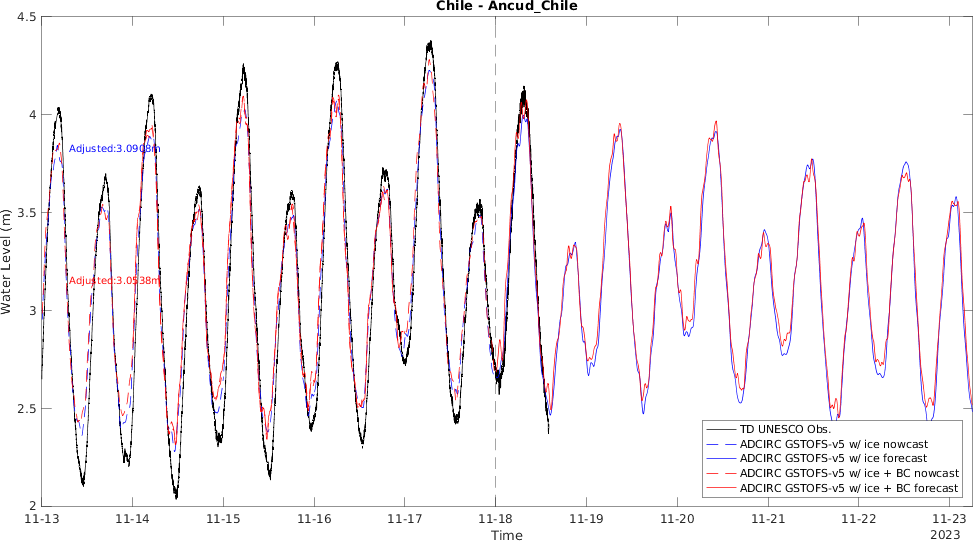 Chile - Ancud_Chile
4.5
4
3.5
3
2.5
2
Water Level (m)
Adjusted:3.0908m
Adjusted:3.0538m
TD UNESCO Obs.
ADCIRC GSTOFS-v5 w/ ice nowcast
ADCIRC GSTOFS-v5 w/ ice forecast
ADCIRC GSTOFS-v5 w/ ice + BC nowcast
ADCIRC GSTOFS-v5 w/ ice + BC forecast
11-13 11-14 11-15 11-16 11-17 11-18 11-19 11-20 11-21 11-22 11-23
Time
2023